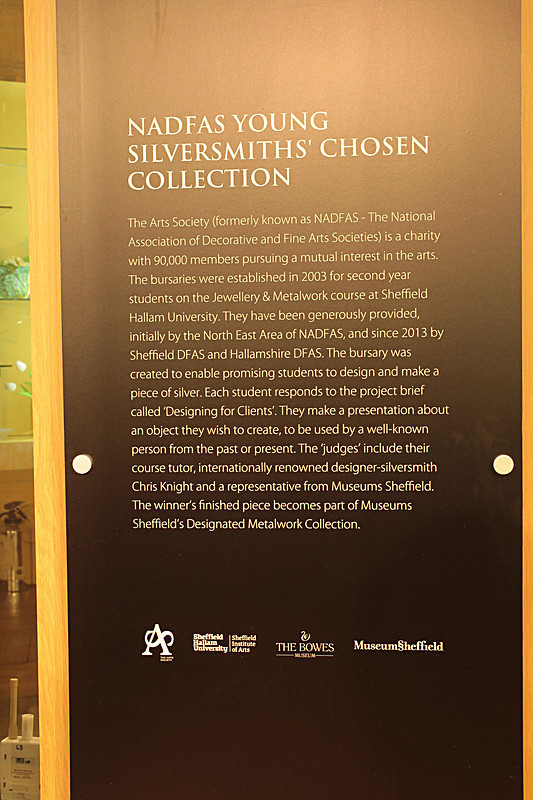 NADFAS YOUNG
SILVERSMITHS' CHOSEN
COLLECTION
The Arts Society (formerly known as NADFAS - The National
Association of Decorative and Fine Arts Societies) is a charity
with 90,000 members pursuing a mutual interest in the arts.
The bursaries were established in 2003 for second year
students on the Jewellery & Metalwork course at Sheffield
Hallam University. They have been generously provided,
initially by the North East Area of NADFAS, and since 2013 by
Sheffield DFAS and Hallamshire DFAS. The bursary was
created to enable promising students to design and make a
piece of silver. Each student responds to the project brief
called 'Designing for Clients'. They make a presentation about
an object they wish to create, to be used by a well-known
person from the past or present. The 'judges' include their
course tutor, internationally renowned designer-silversmith
Chris Knight and a representative from Museums Sheffield.
The winner's finished piece becomes part of Museums
Sheffield's Designated Metalwork Collection.
THE ARTS
SOCIETY
Sheffield
Hallam
University
Sheffield
Institute
of Arts
THE BOWES
MUSEUM
MuseumsSheffield
63